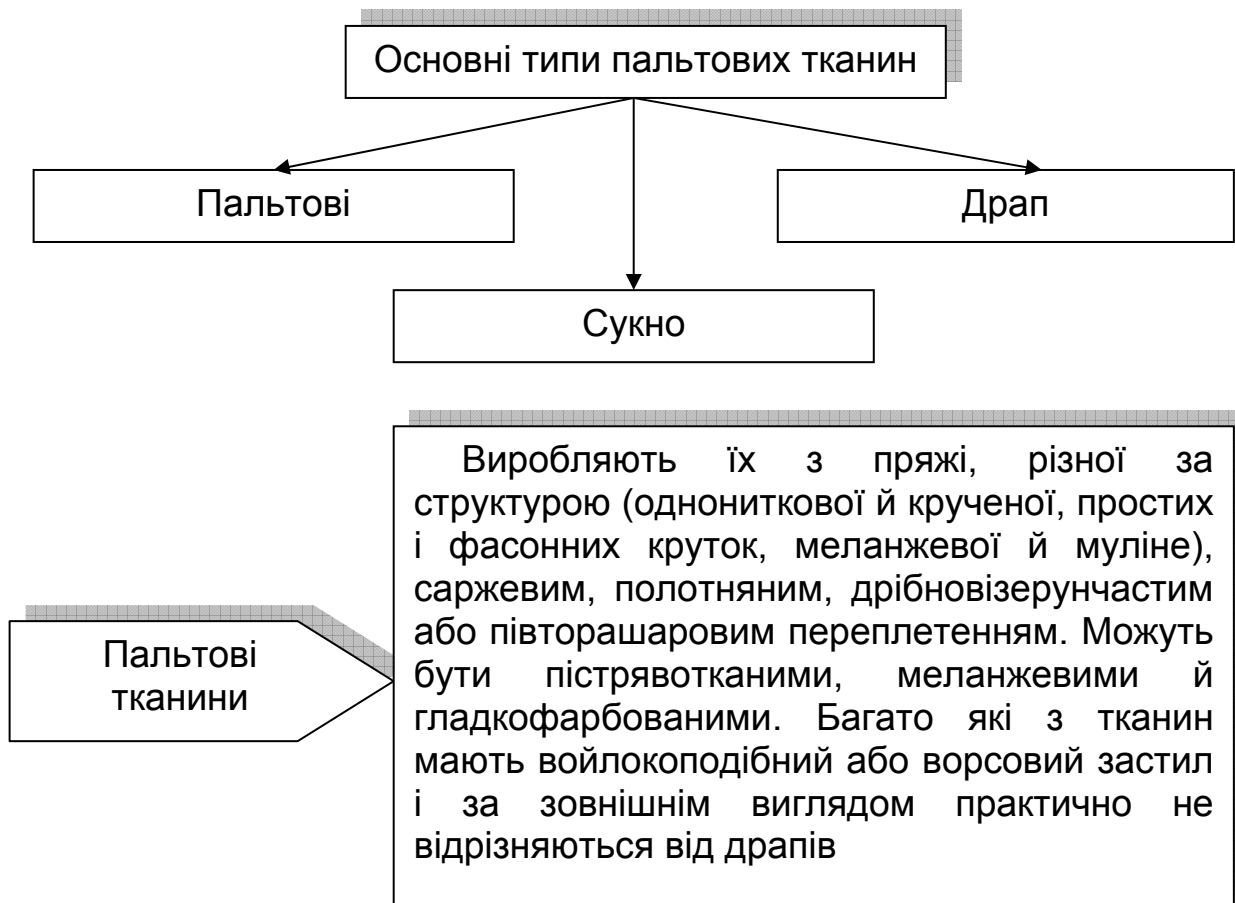 Основні типи пальтових тканин
Пальтові
Драп
Сукно
Пальтові
тканини
Виробляють їх з пряжі, різної за
структурою (однониткової й крученої, простих
і фасонних круток, меланжевої й муліне),
саржевим, полотняним, дрібновізерунчастим
або півторашаровим переплетенням. Можуть
бути пістрявотканими, меланжевими й
гладкофарбованими. Багато які з тканин
мають войлокоподібний або ворсовий застил
і за зовнішнім виглядом практично не
відрізняються від драпів